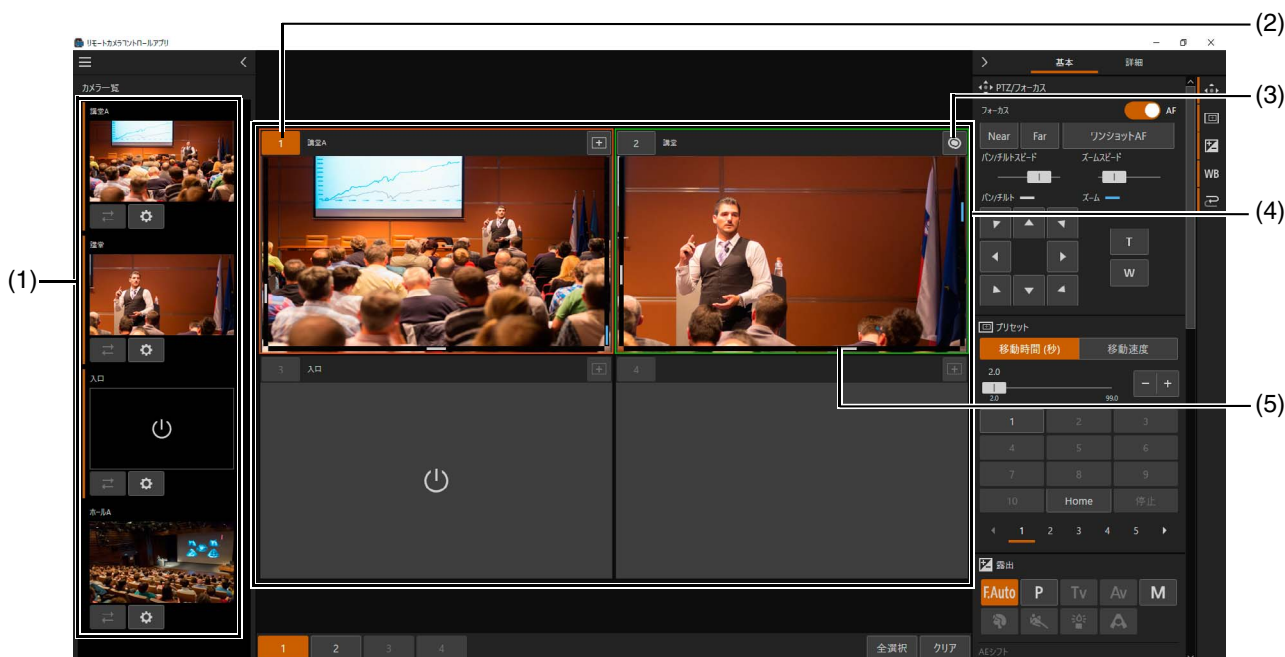 (2)
リモートカメラコントロールアプリ
カメラ一覧
基本 詳細
PTZ/フォーカス
講堂A
フォーカス AF
(3)
1 講堂A
2 講堂
Near Far ワンショットAF
パン/チルトスピード ズームスピード
WB
パン/チルト ズーム
(4)
講堂
T
W
(1)
プリセット
移動時間 (秒) 移動速度
3 入口
4
2.0
入口
2.0 99.0
(5)
1 2 3
4 5 6
7 8 9
10 Home 停止
ホールA
1 2 3 4 5
露出
F.Auto P Tv Av M
A
1 2 3 4 全選択 クリア
AEシフト